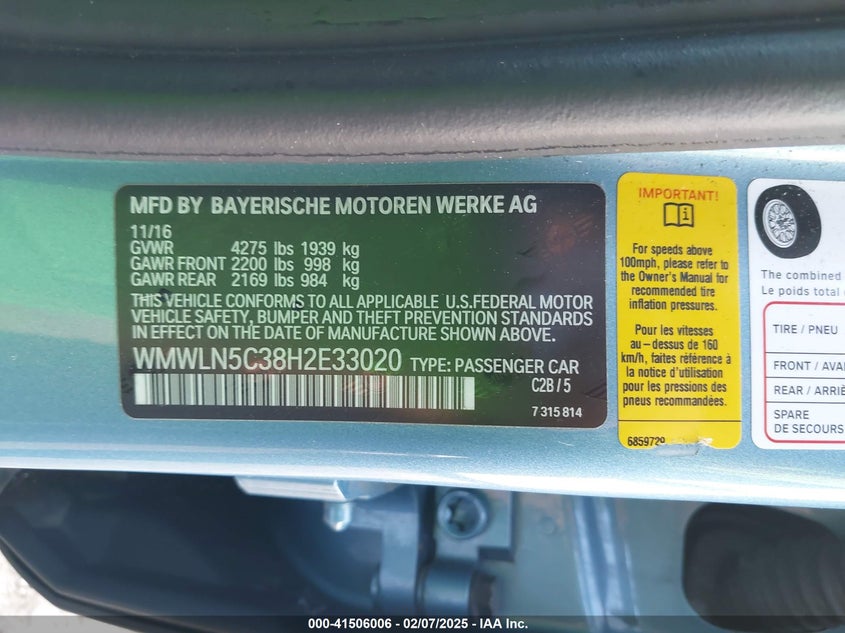 MFD BY BAYERISCHE MOTOREN WERKE AG
11/16
GVWR 4275 lbs 1939 kg
GAWR FRONT 2200 lbs 998 kg
GAWR REAR 2169 lbs 984 kg
THIS VEHICLE CONFORMS TO ALL APPLICABLE U.S.FEDERAL MOTOR
VEHICLE SAFETY, BUMPER AND THEFT PREVENTION STANDARDS
IN EFFECT ON THE DATE OF MANUFACTURE SHOWN ABOVE.
WMWLN5C38H2E33020 TYPE: PASSENGER CAR
C2B / 5
7 315 814
IMPORTANT!
For speeds above
100mph, please refer to
the Owner's Manual for
recommended tire
inflation pressures.
Pour les vitesses
au-dessus de 160
km/h, faites référence à
la notice d'utilisation
pour les pressions des
pneus recommandées.
6859729
The combined
Le poids total
TIRE / PNEU
FRONT / AVA
REAR / ARRIÈ
SPARE
DE SECOURS
000-41506006 - 02/07/2025 - IAA Inc.